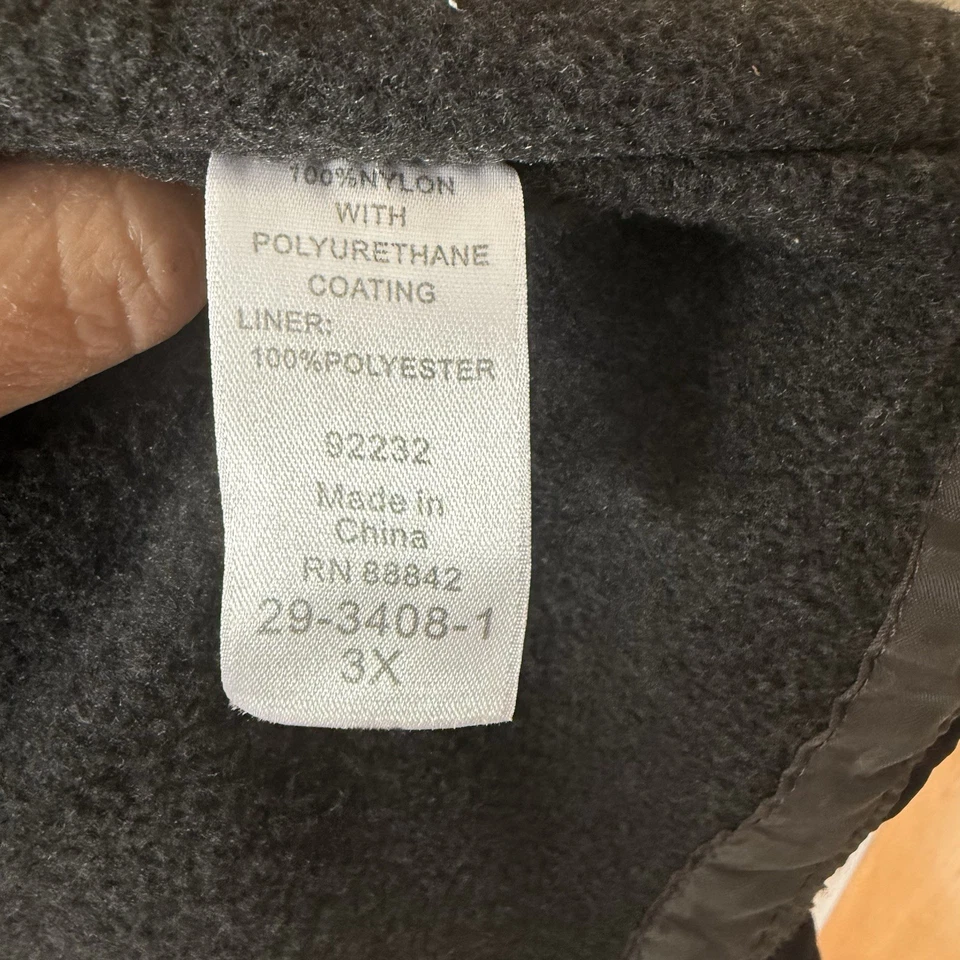 100%NYLON
WITH
POLYURETHANE
COATING
LINER:
100%POLYESTER
92232
Made in
China
RN 88842
29-3408-1
3X